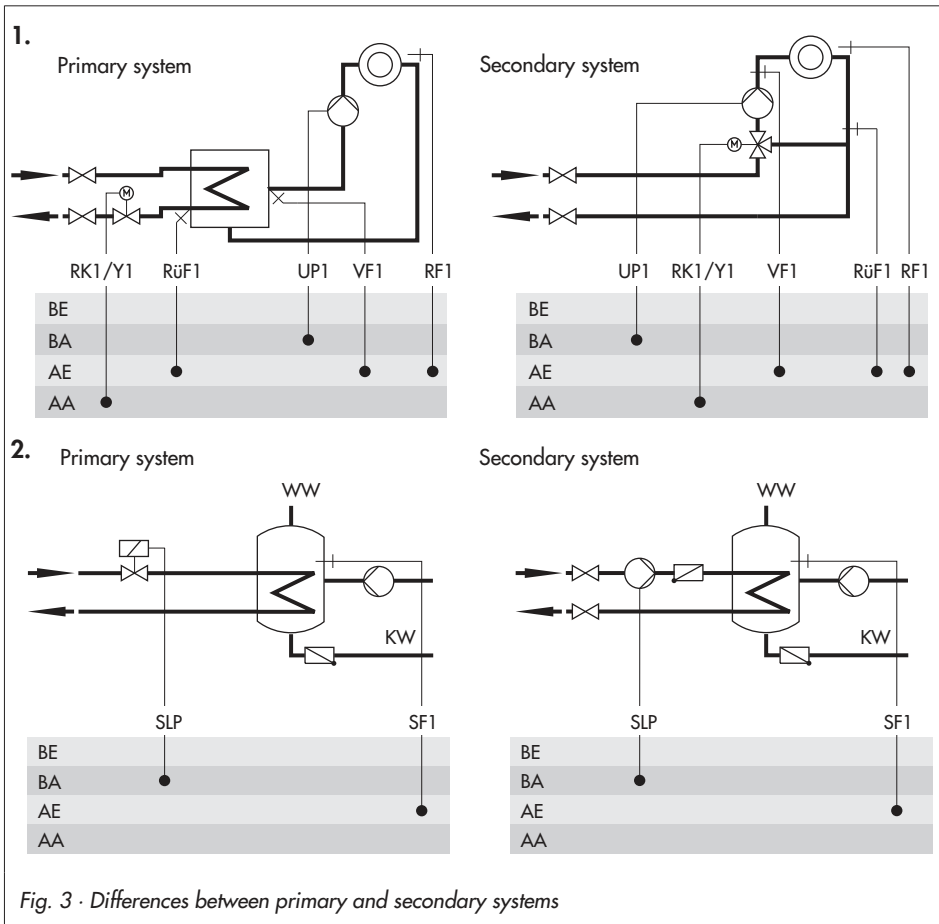 1.
Primary system
Secondary system
M
M
RK1/Y1 RüF1 UP1 VF1 RF1
UP1 RK1/Y1 VF1 RüF1 RF1
BE
BA
AE
AA
BE
BA
AE
AA
2.
Primary system
Secondary system
WW
WW
KW
KW
SLP SF1
SLP SF1
BE
BA
AE
AA
BE
BA
AE
AA
Fig. 3 · Differences between primary and secondary systems